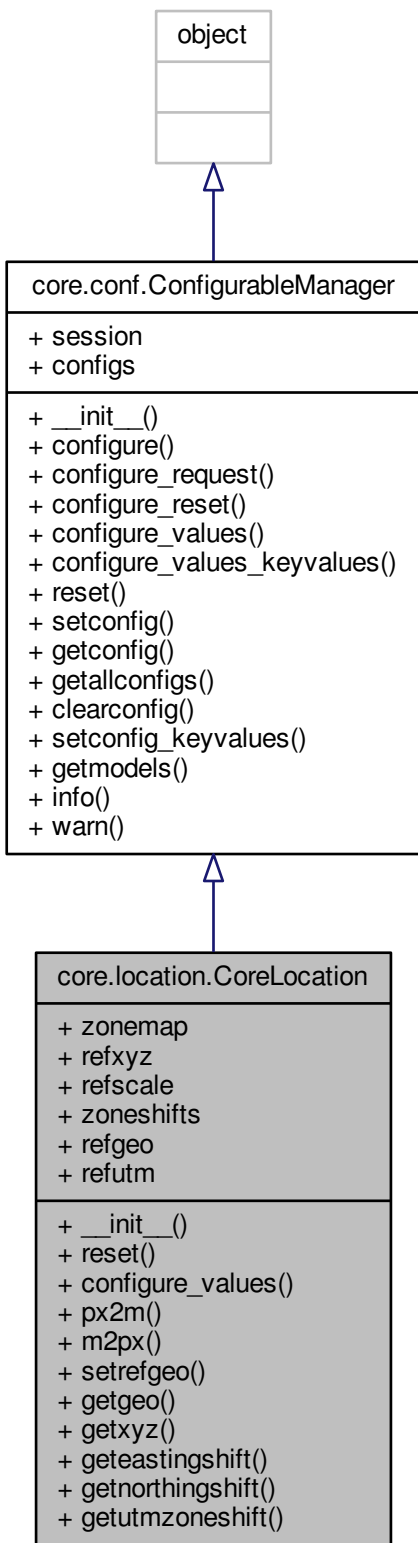 object
core.conf.ConfigurableManager
+ session
+ configs
+ __init__()
+ configure()
+ configure_request()
+ configure_reset()
+ configure_values()
+ configure_values_keyvalues()
+ reset()
+ setconfig()
+ getconfig()
+ getallconfigs()
+ clearconfig()
+ setconfig_keyvalues()
+ getmodels()
+ info()
+ warn()
core.location.CoreLocation
+ zonemap
+ refxyz
+ refscale
+ zoneshifts
+ refgeo
+ refutm
+ __init__()
+ reset()
+ configure_values()
+ px2m()
+ m2px()
+ setrefgeo()
+ getgeo()
+ getxyz()
+ geteastingshift()
+ getnorthingshift()
+ getutmzoneshift()